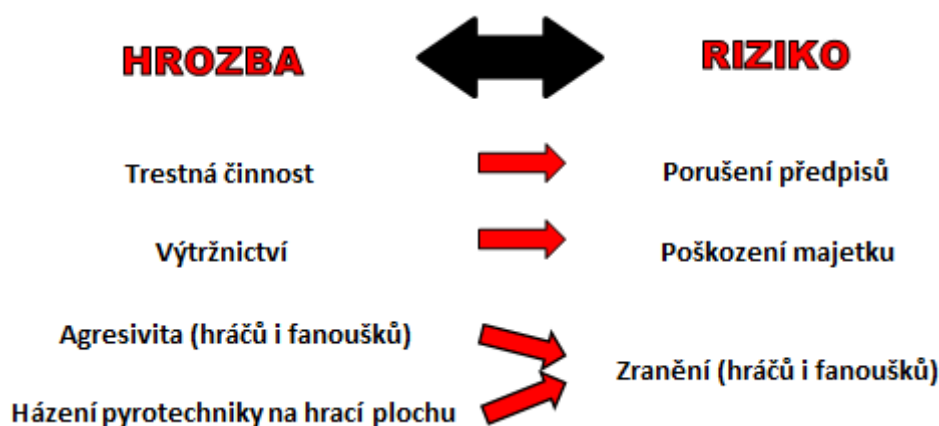 HROZBA RIZIKO
Trestná činnost Porušení předpisů
Výtržnictví Poškození majetku
Agresivita (hráčů i fanoušků)
Zranění (hráčů i fanoušků)
Házení pyrotechniky na hrací plochu